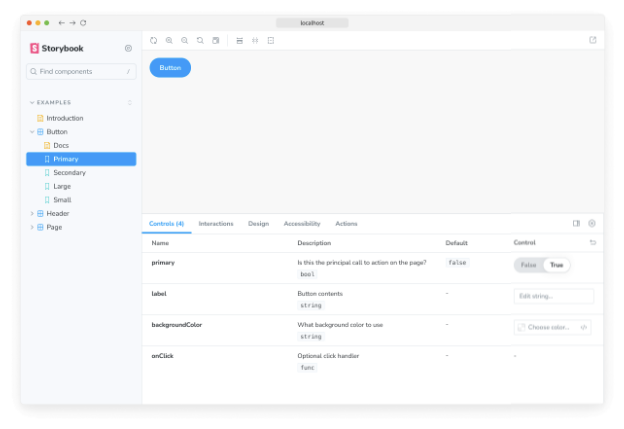 localhost
Storybook
Find components
/
EXAMPLES
Introduction
Button
Docs
Primary
Secondary
Large
Small
Header
Page
Button
Controls (4) Interactions Design Accessibility Actions
Name Description Default Control
primary Is this the principal call to action on the page? false False True
bool
label Button contents - Edit string...
string
backgroundColor What background color to use - Choose color...
string
onClick Optional click handler - -
func